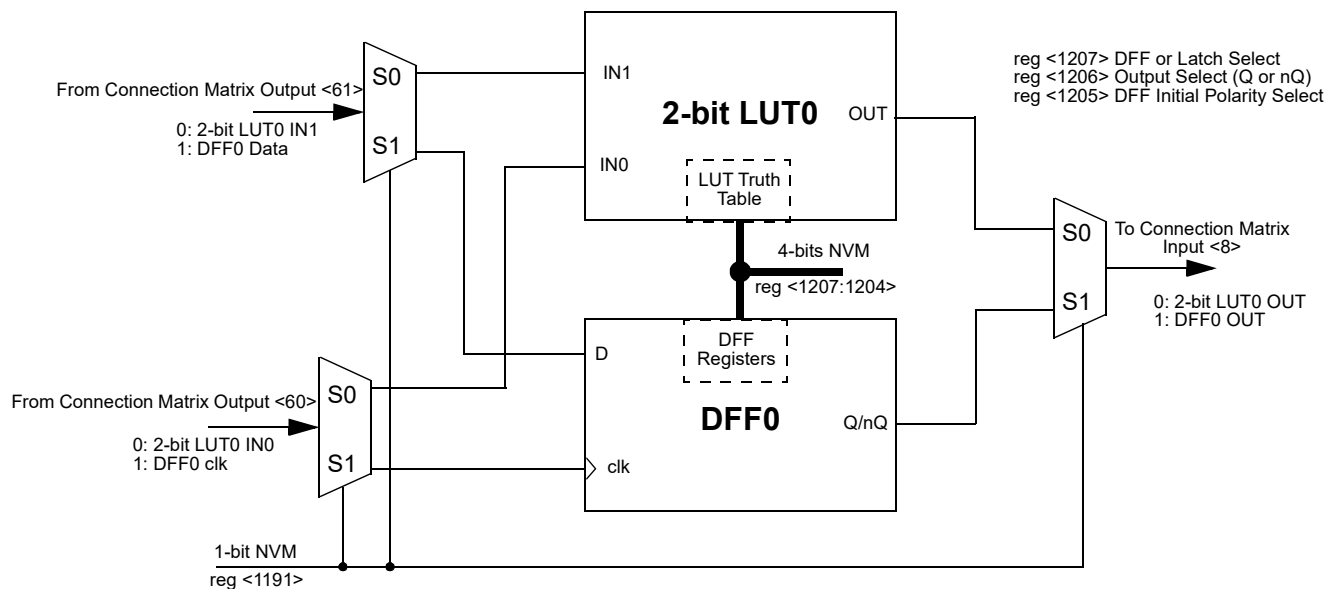 reg <1207> DFF or Latch Select
reg <1206> Output Select (Q or nQ)
reg <1205> DFF Initial Polarity Select
From Connection Matrix Output <61>
0: 2-bit LUT0 IN1
1: DFF0 Data
S0
S1
IN1
IN0
2-bit LUT0
OUT
LUT Truth
Table
4-bits NVM
reg <1207:1204>
S0
S1
To Connection Matrix
Input <8>
0: 2-bit LUT0 OUT
1: DFF0 OUT
From Connection Matrix Output <60>
0: 2-bit LUT0 IN0
1: DFF0 clk
S0
S1
D
clk
DFF
Registers
DFF0
Q/nQ
1-bit NVM
reg <1191>